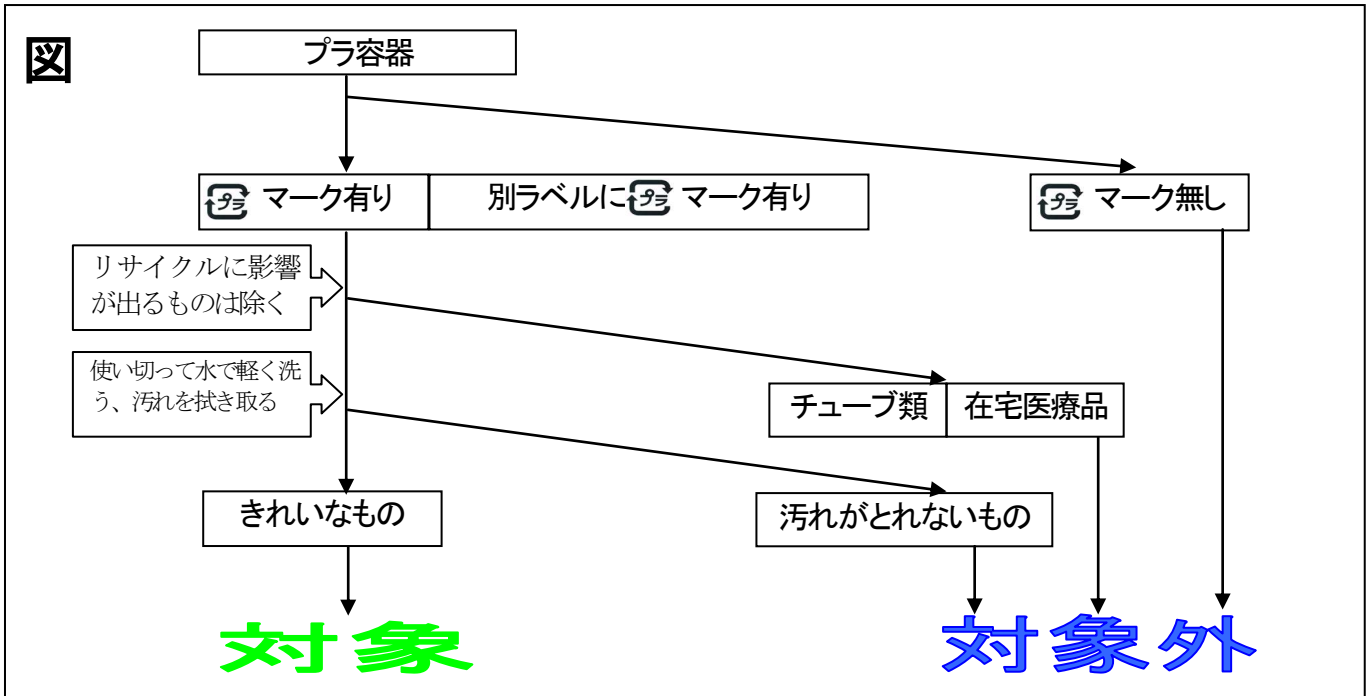 図
プラ容器
プラ マーク有り
別ラベルにプラ マーク有り
プラ マーク無し
リサイクルに影響
が出るものは除く
使い切って水で軽く洗
う、汚れを拭き取る
チューブ類
在宅医療品
きれいなもの
汚れがとれないもの
対象
対象外